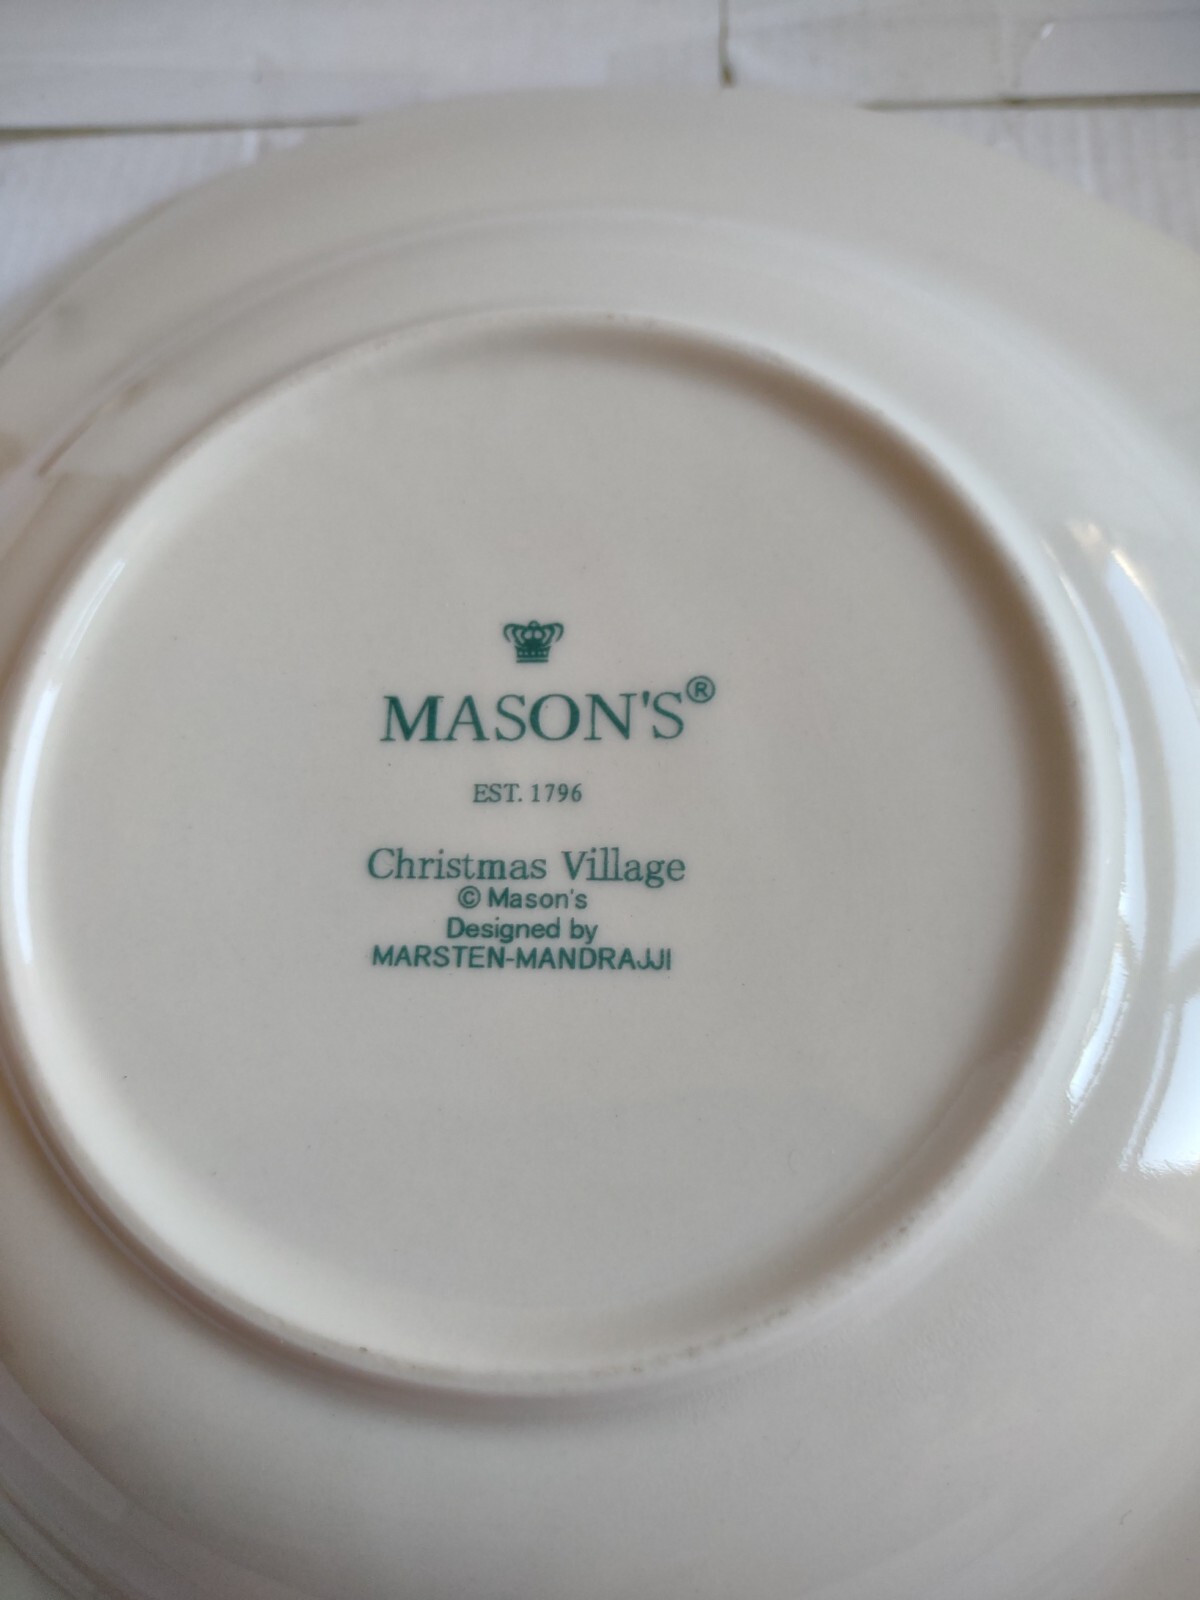 MASON'S®
EST. 1796
Christmas Village
© Mason's
Designed by
MARSTEN-MANDRAJJI